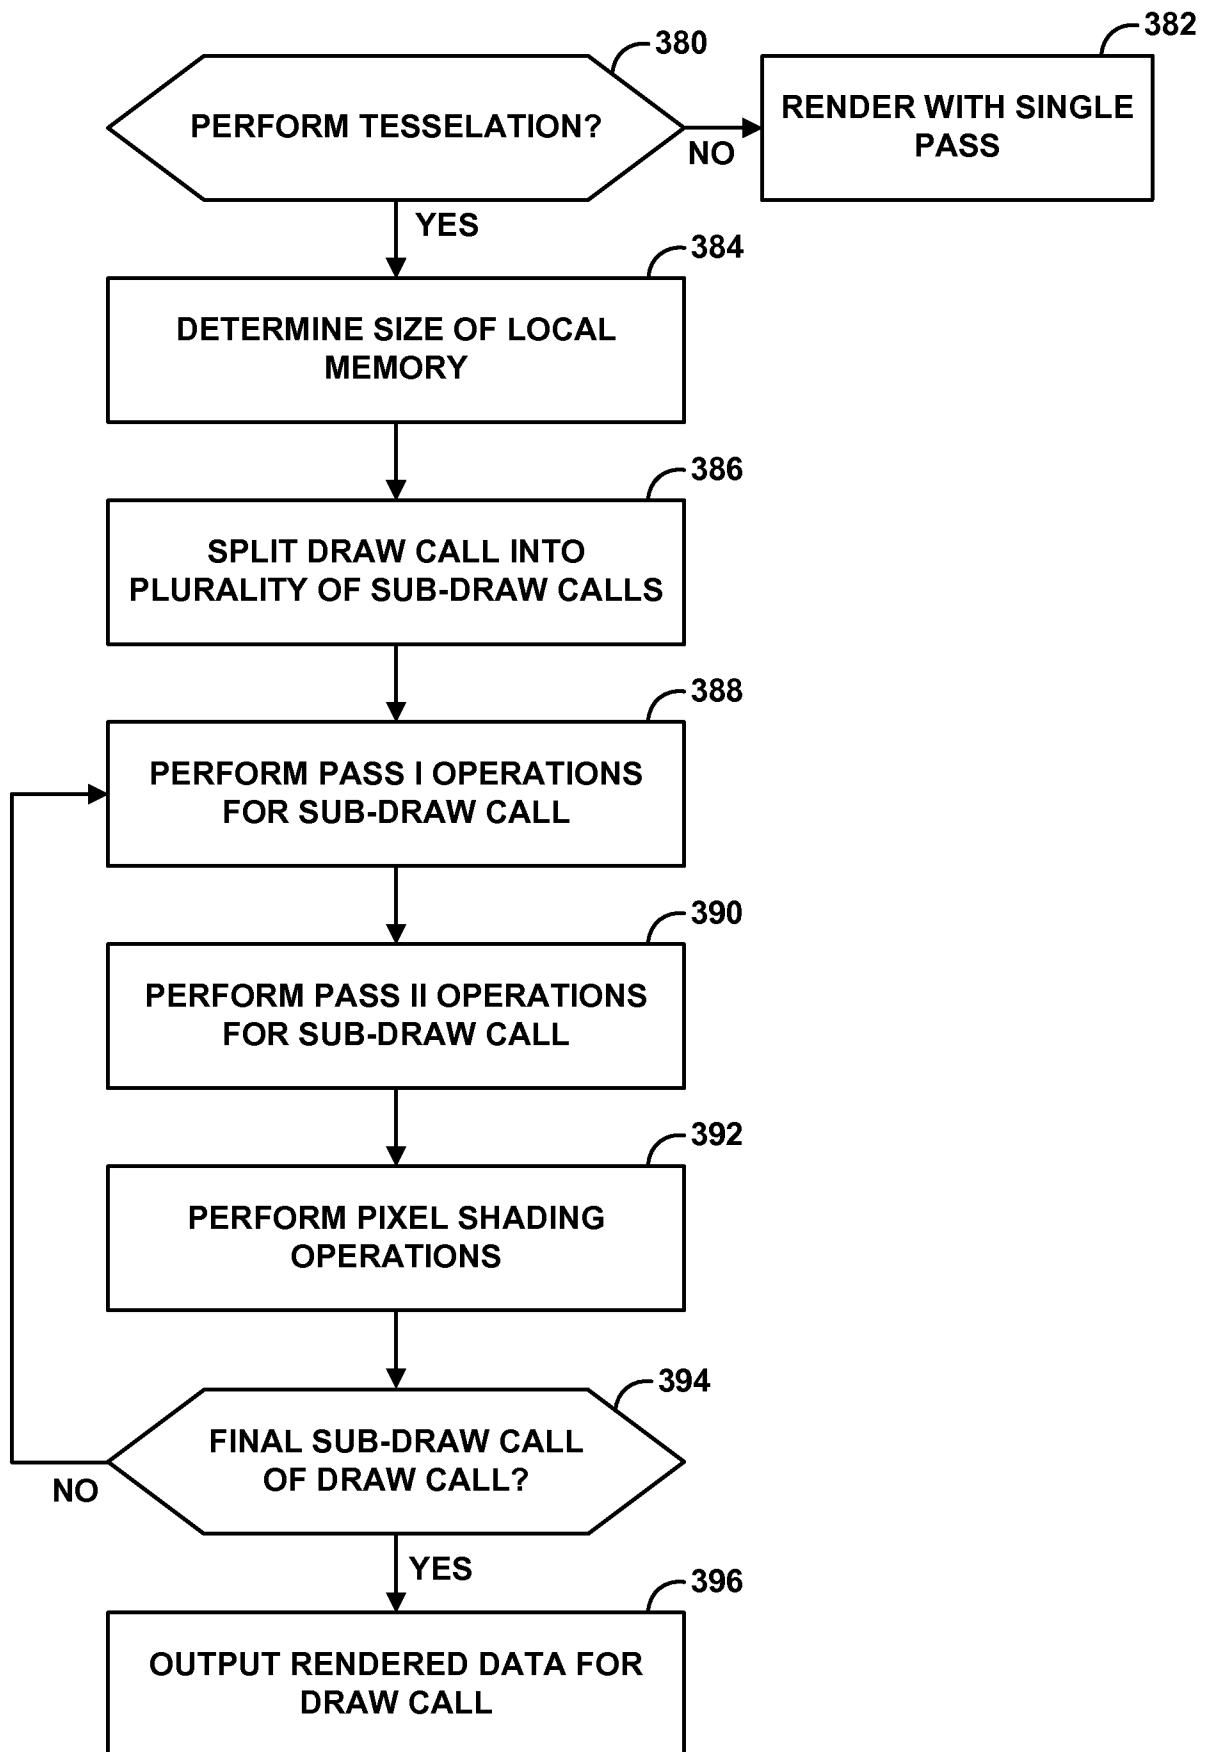 380
PERFORM TESSELATION?
382
RENDER WITH SINGLE
PASS
NO
YES
384
DETERMINE SIZE OF LOCAL
MEMORY
386
SPLIT DRAW CALL INTO
PLURALITY OF SUB-DRAW CALLS
388
PERFORM PASS I OPERATIONS
FOR SUB-DRAW CALL
390
PERFORM PASS II OPERATIONS
FOR SUB-DRAW CALL
392
PERFORM PIXEL SHADING
OPERATIONS
394
FINAL SUB-DRAW CALL
OF DRAW CALL?
NO
YES
396
OUTPUT RENDERED DATA FOR
DRAW CALL